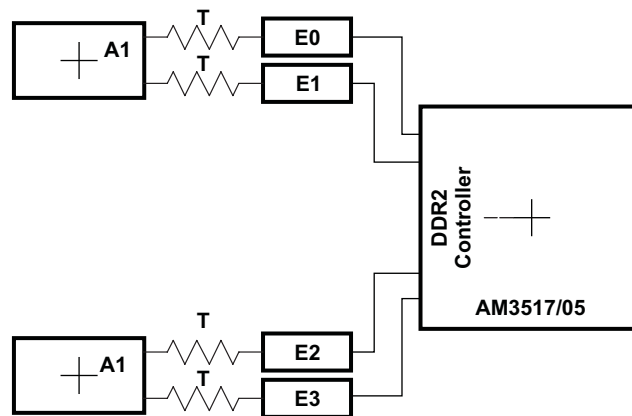 T
A1
E0
T
E1
DDR2
Controller
AM3517/05
T
A1
E2
T
E3